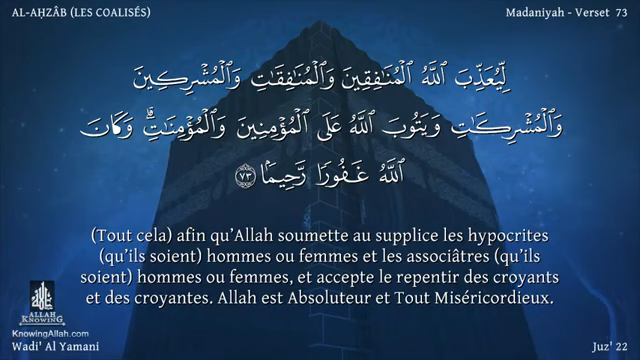 AL-AḤZÂB (LES COALISÉS)
Madaniyah - Verset 73
لِّيُعَذِّبَ ٱللَّهُ ٱلْمُنَـٰفِقِينَ وَٱلْمُنَـٰفِقَـٰتِ وَٱلْمُشْرِكِينَ
وَٱلْمُشْرِكَـٰتِ وَيَتُوبَ ٱللَّهُ عَلَى ٱلْمُؤْمِنِينَ وَٱلْمُؤْمِنَـٰتِ ۗ وَكَانَ
ٱللَّهُ غَفُورًا رَّحِيمًۢا ﴿٧٣﴾
(Tout cela) afin qu’Allah soumette au supplice les hypocrites
(qu’ils soient) hommes ou femmes et les associâtres (qu’ils
soient) hommes ou femmes, et accepte le repentir des croyants
et des croyantes. Allah est Absoluteur et Tout Miséricordieux.
ALLAH
KNOWING
KnowingAllah.com
Wadi' Al Yamani
Juz' 22